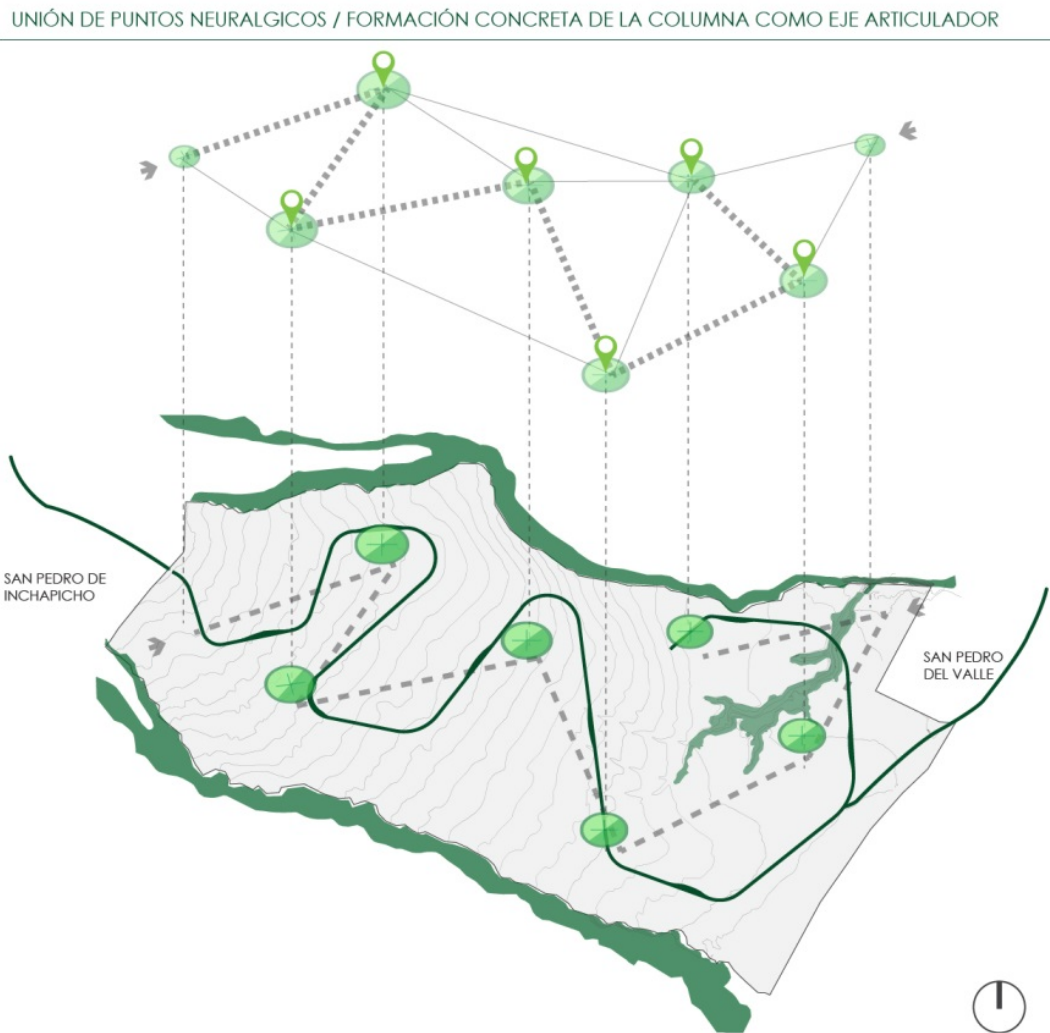 UNIÓN DE PUNTOS NEURALGICOS / FORMACIÓN CONCRETA DE LA COLUMNA COMO EJE ARTICULADOR
SAN PEDRO DE
INCHAPICHO
SAN PEDRO
DEL VALLE